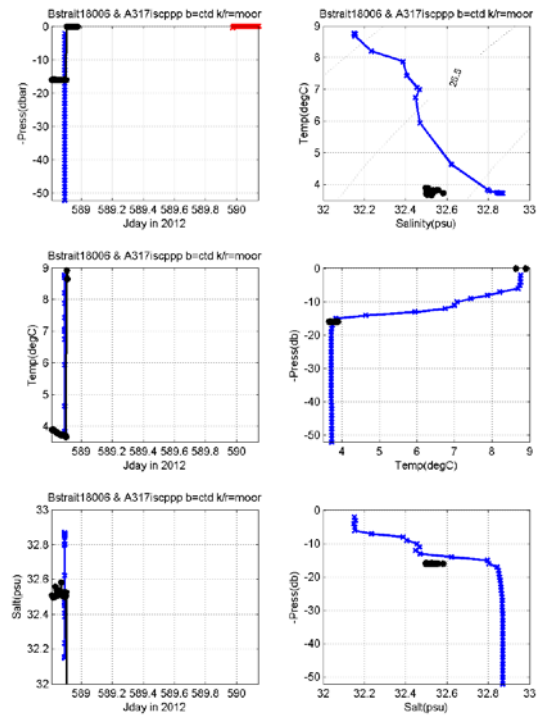 Bstrait18006 & A317iscppp b=ctd k/r=moor
0
-10
-20
-30
-40
-50
-Press(dbar)
589 589.2 589.4 589.6 589.8 590
Jday in 2012
Bstrait18006 & A317iscppp b=ctd k/r=moor
9
8
7
6
5
4
Temp(degC)
32 32.2 32.4 32.6 32.8 33
Salinity(psu)
Bstrait18006 & A317iscppp b=ctd k/r=moor
9
8
7
6
5
4
Temp(degC)
589 589.2 589.4 589.6 589.8 590
Jday in 2012
0
-10
-20
-30
-40
-50
-Press(db)
4 5 6 7 8 9
Temp(degC)
Bstrait18006 & A317iscppp b=ctd k/r=moor
33
32.8
32.6
32.4
32.2
32
Salt(psu)
589 589.2 589.4 589.6 589.8 590
Jday in 2012
0
-10
-20
-30
-40
-50
-Press(db)
32 32.2 32.4 32.6 32.8 33
Salt(psu)